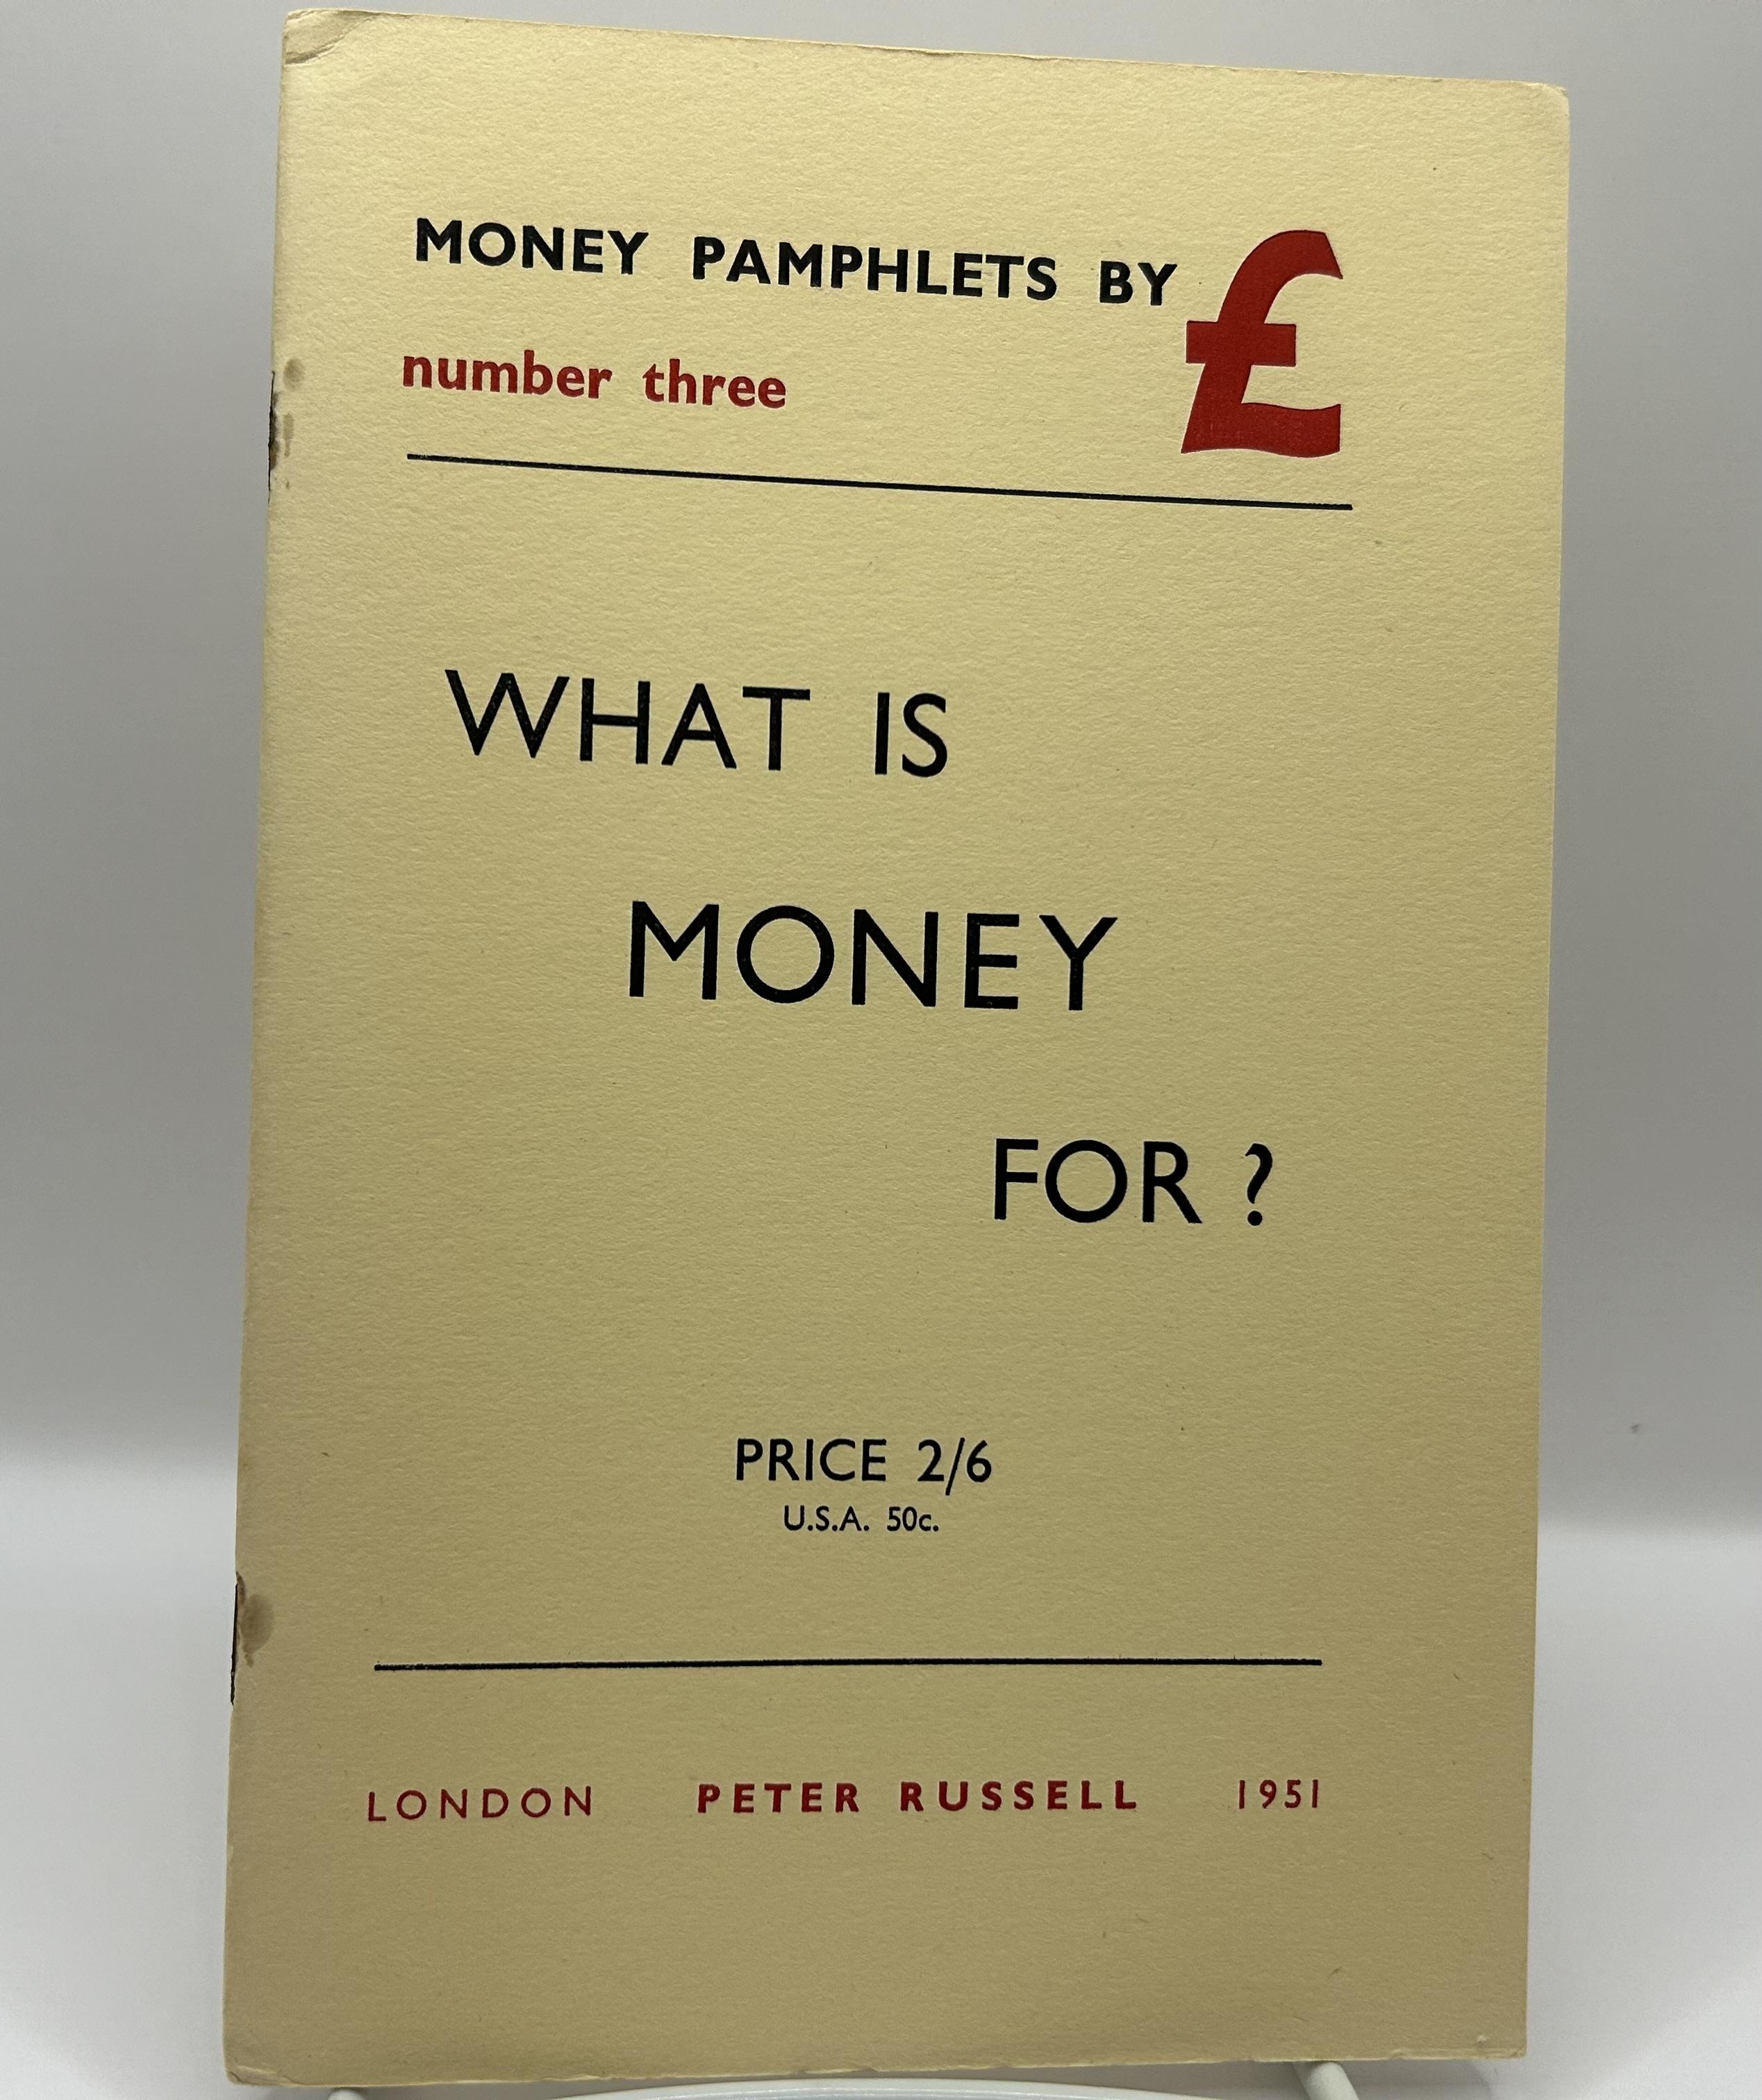 MONEY PAMPHLETS BY £
number three
WHAT IS
MONEY
FOR ?
PRICE 2/6
U.S.A. 50c.
LONDON PETER RUSSELL 1951